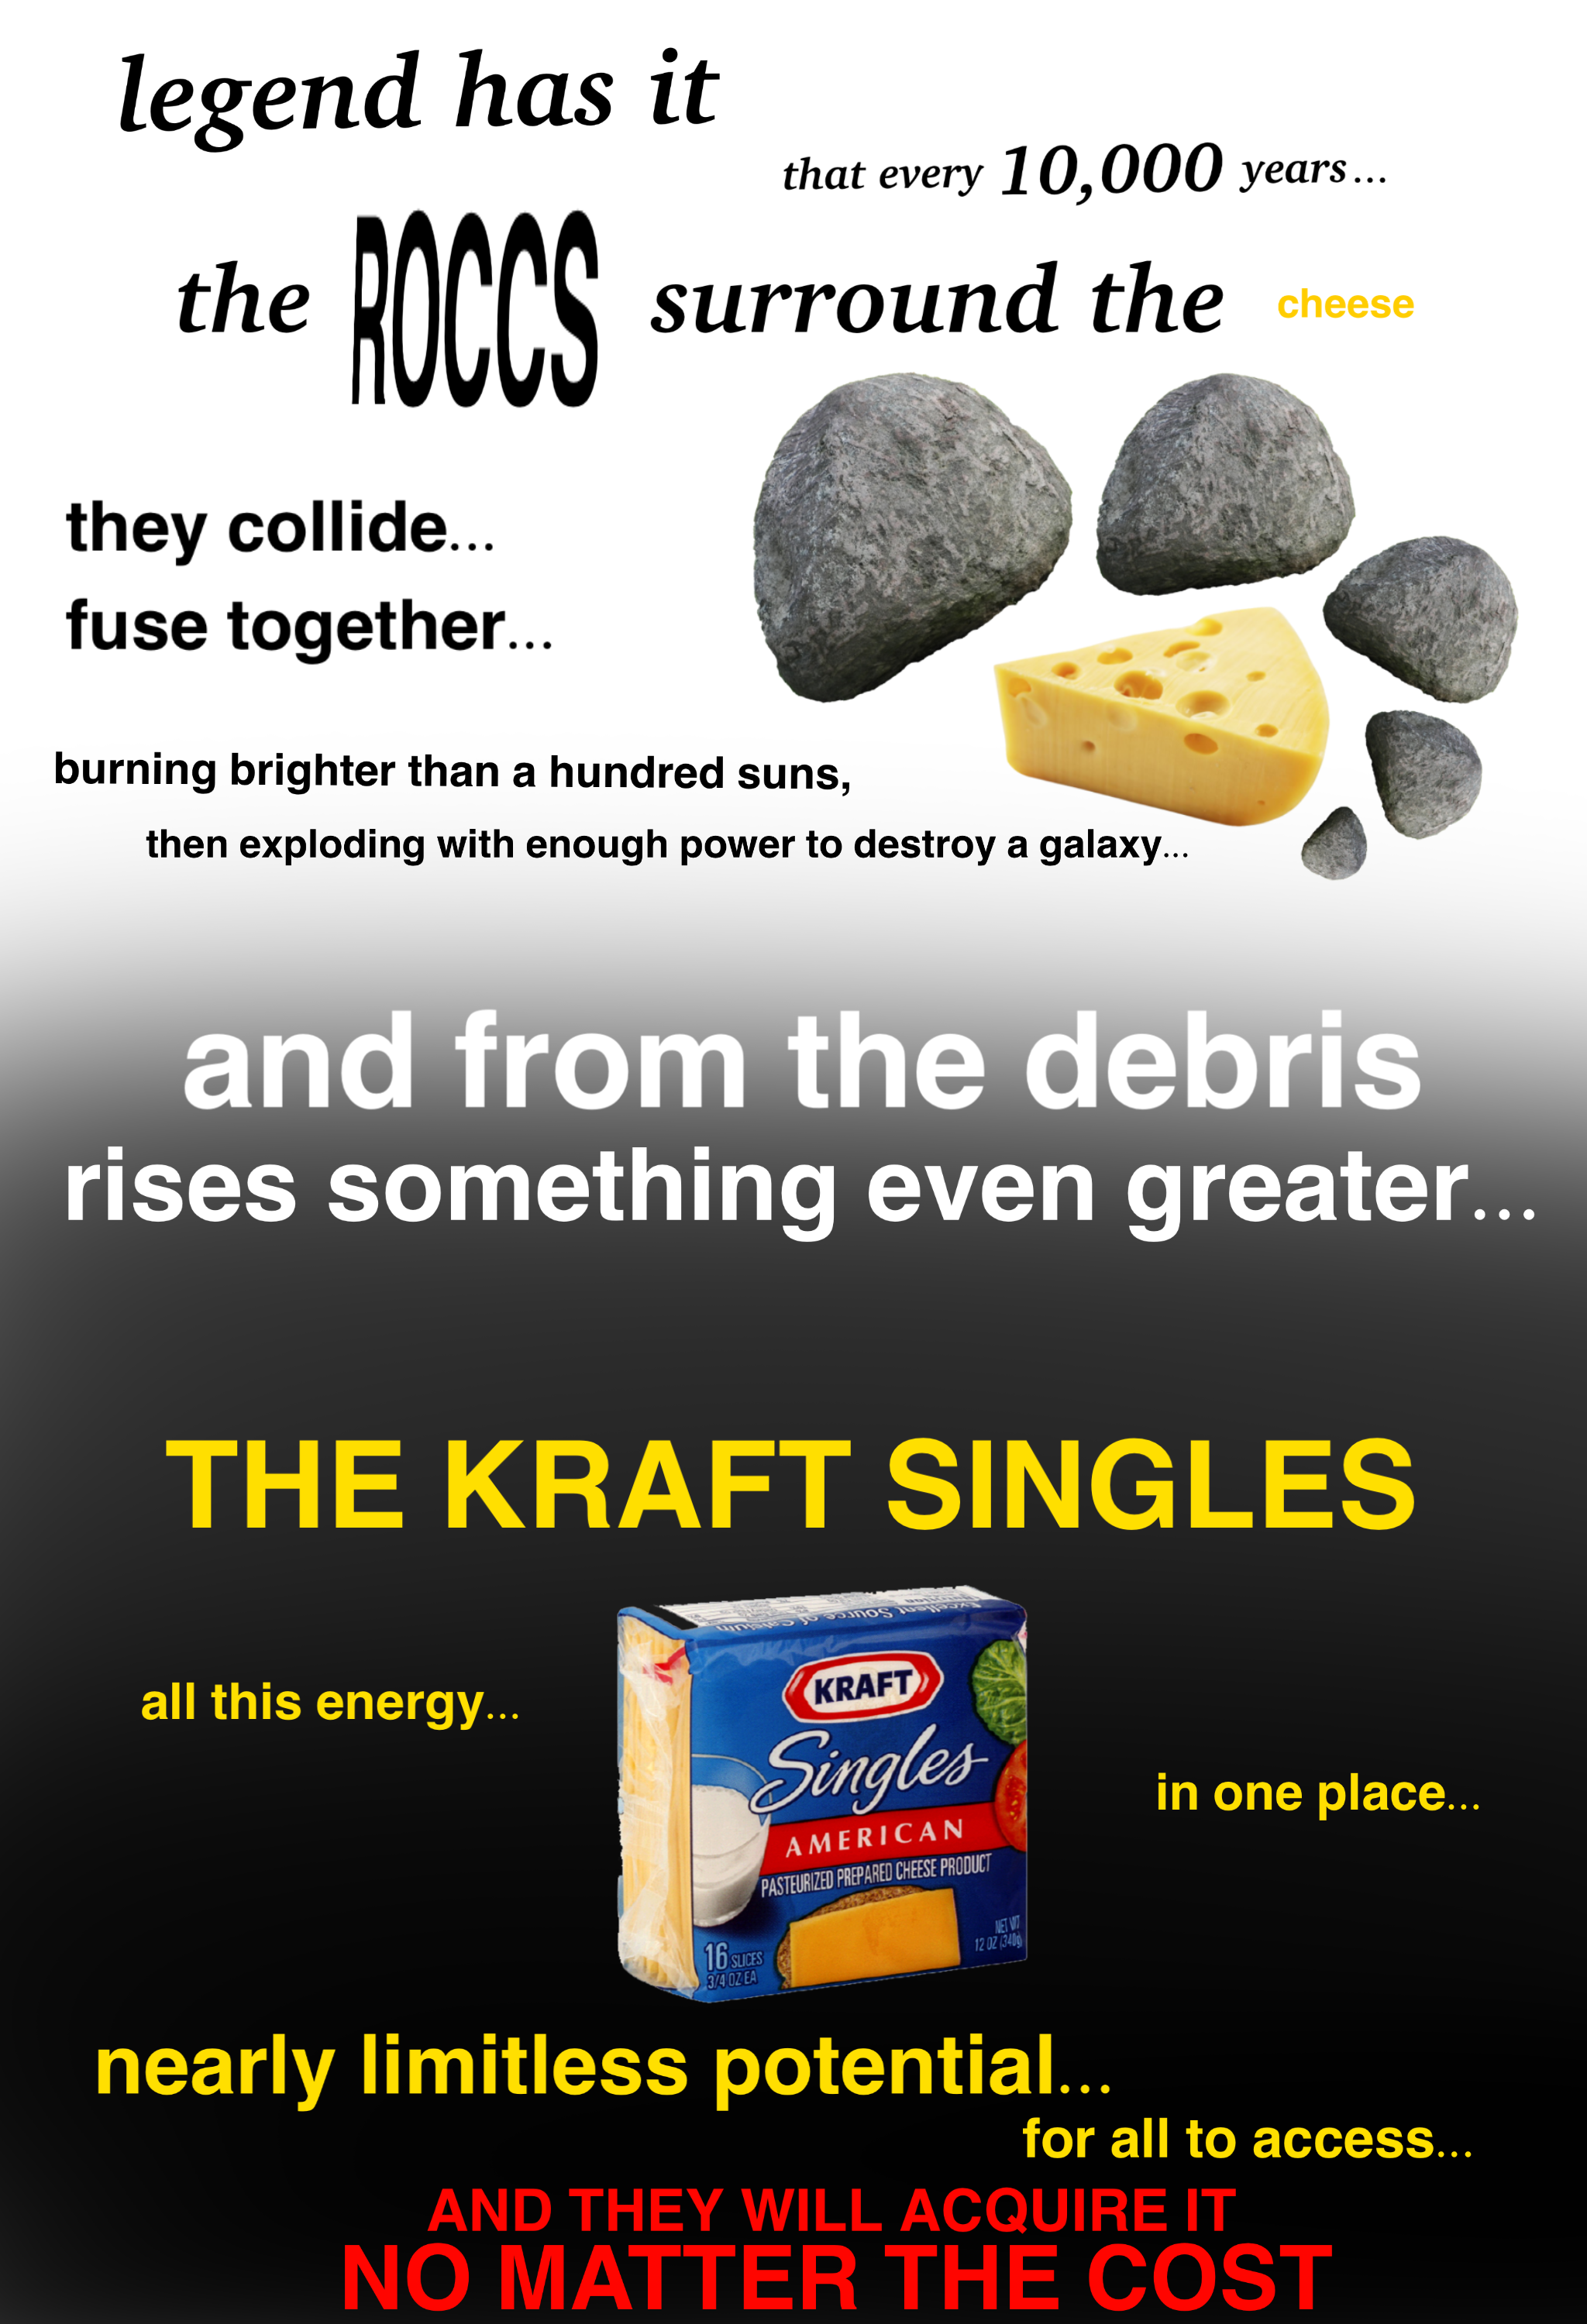 legend has it
that every 10,000 years...
the ROCCS surround the cheese
they collide...
fuse together...
burning brighter than a hundred suns,
then exploding with enough power to destroy a galaxy...
and from the debris
rises something even greater...
THE KRAFT SINGLES
Excellent Source of Calcium
KRAFT
Singles
AMERICAN
PASTEURIZED PREPARED CHEESE PRODUCT
NET WT
12 OZ (340g)
16 SLICES
3/4 OZ EA
all this energy...
in one place...
nearly limitless potential...
for all to access...
AND THEY WILL ACQUIRE IT
NO MATTER THE COST